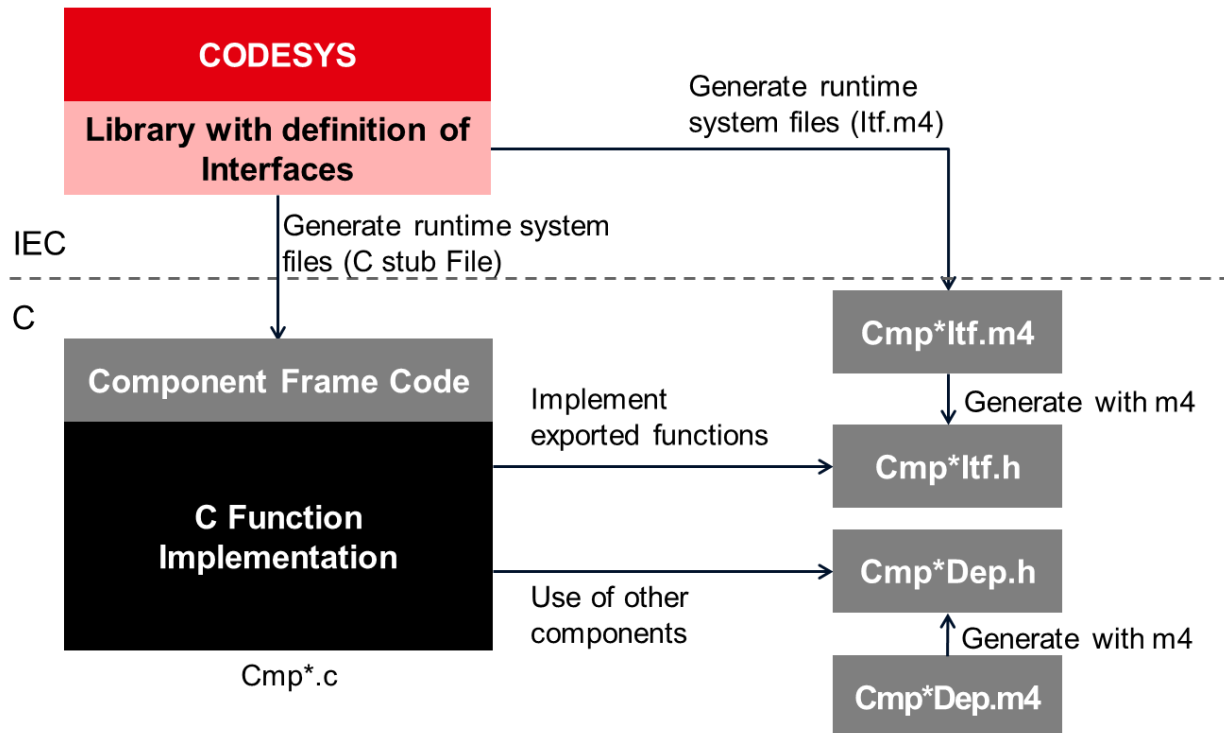 CODESYS
Library with definition of
Interfaces
Generate runtime
system files (Itf.m4)
Generate runtime system
files (C stub File)
IEC
C
Component Frame Code
C Function
Implementation
Cmp*.c
Implement
exported functions
Use of other
components
Cmp*Itf.m4
Generate with m4
Cmp*Itf.h
Cmp*Dep.h
Generate with m4
Cmp*Dep.m4